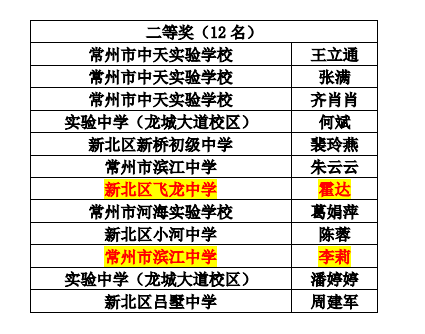 二等奖（12 名）
常州市中天实验学校 王立通
常州市中天实验学校 张满
常州市中天实验学校 齐肖肖
实验中学（龙城大道校区） 何斌
新北区新桥初级中学 裴玲燕
常州市滨江中学 朱云云
新北区飞龙中学 霍达
常州市河海实验学校 葛娟萍
新北区小河中学 陈蓉
常州市滨江中学 李莉
实验中学（龙城大道校区） 潘婷婷
新北区吕墅中学 周建军